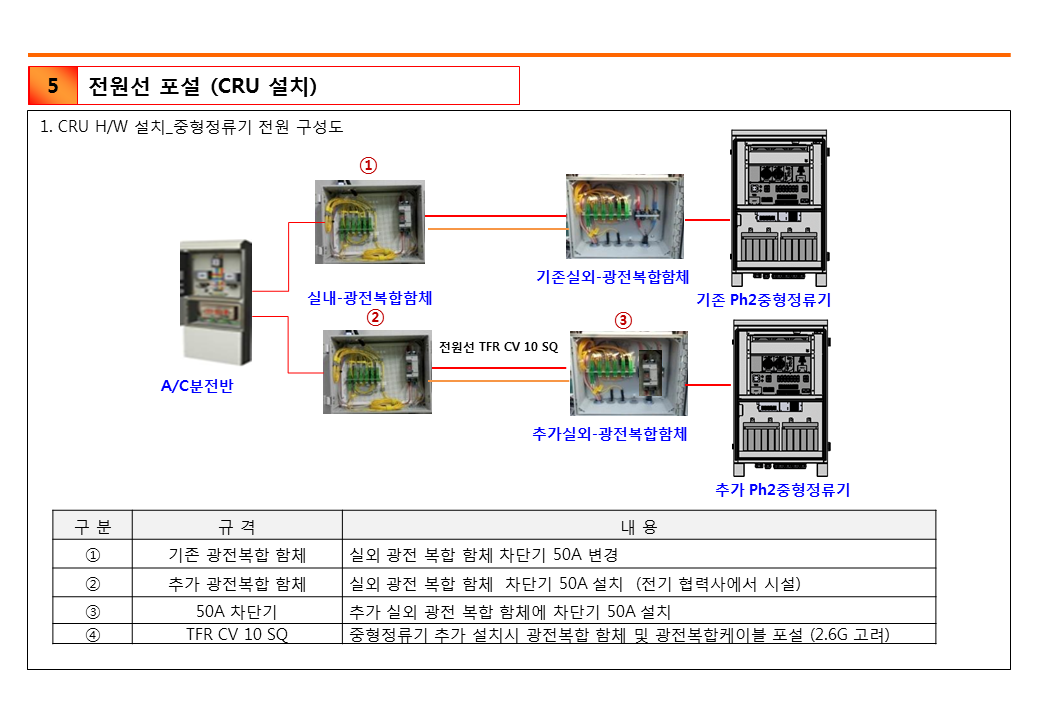 5
전원선 포설 (CRU 설치)
1. CRU H/W 설치_중형정류기 전원 구성도
①
기존실외-광전복합함체
실내-광전복합함체
기존 Ph2중형정류기
②
③
전원선 TFR CV 10 SQ
A/C분전반
추가실외-광전복합함체
추가 Ph2중형정류기
구 분 규 격 내 용
① 기존 광전복합 함체 실외 광전 복합 함체 차단기 50A 변경
② 추가 광전복합 함체 실외 광전 복합 함체 차단기 50A 설치 (전기 협력사에서 시설)
③ 50A 차단기 추가 실외 광전 복합 함체에 차단기 50A 설치
④ TFR CV 10 SQ 중형정류기 추가 설치시 광전복합 함체 및 광전복합케이블 포설 (2.6G 고려)